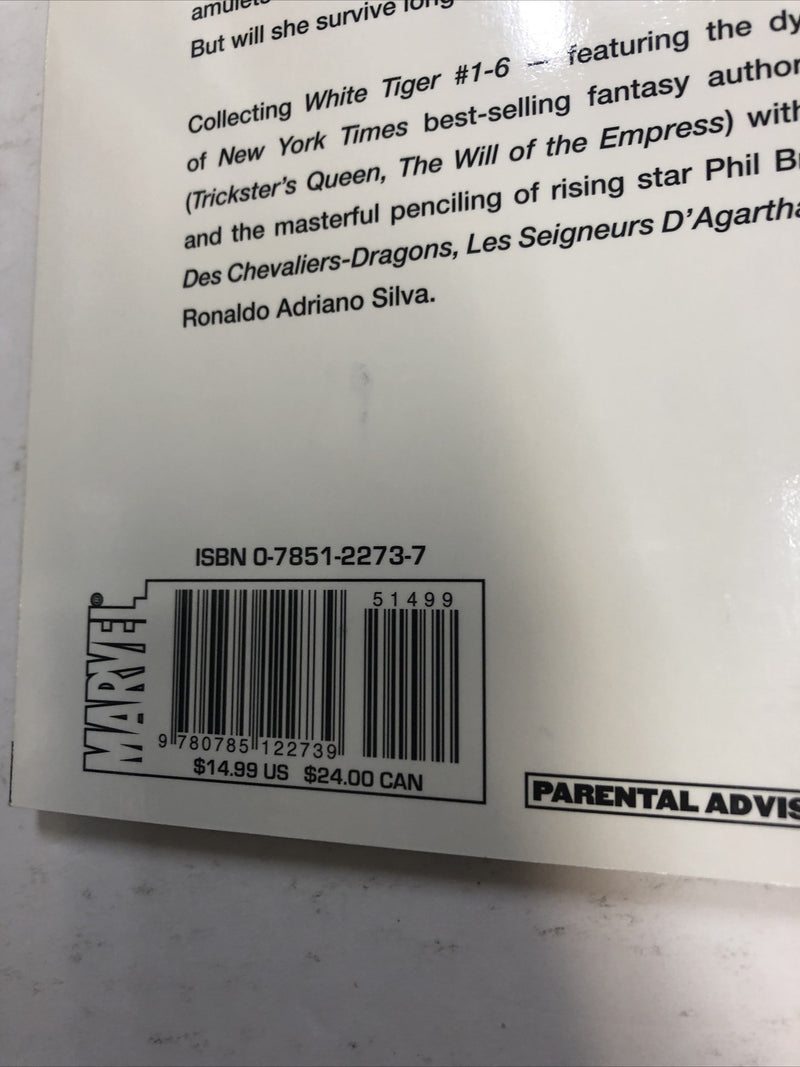 amulets
But will she survive long
Collecting White Tiger #1-6 – featuring the dy
of New York Times best-selling fantasy author
(Trickster's Queen, The Will of the Empress) with
and the masterful penciling of rising star Phil Br
Des Chevaliers-Dragons, Les Seigneurs D'Agartha
Ronaldo Adriano Silva.
ISBN 0-7851-2273-7
MARVEL®
51499
9 780785 122739
$14.99 US $24.00 CAN
PARENTAL ADVIS